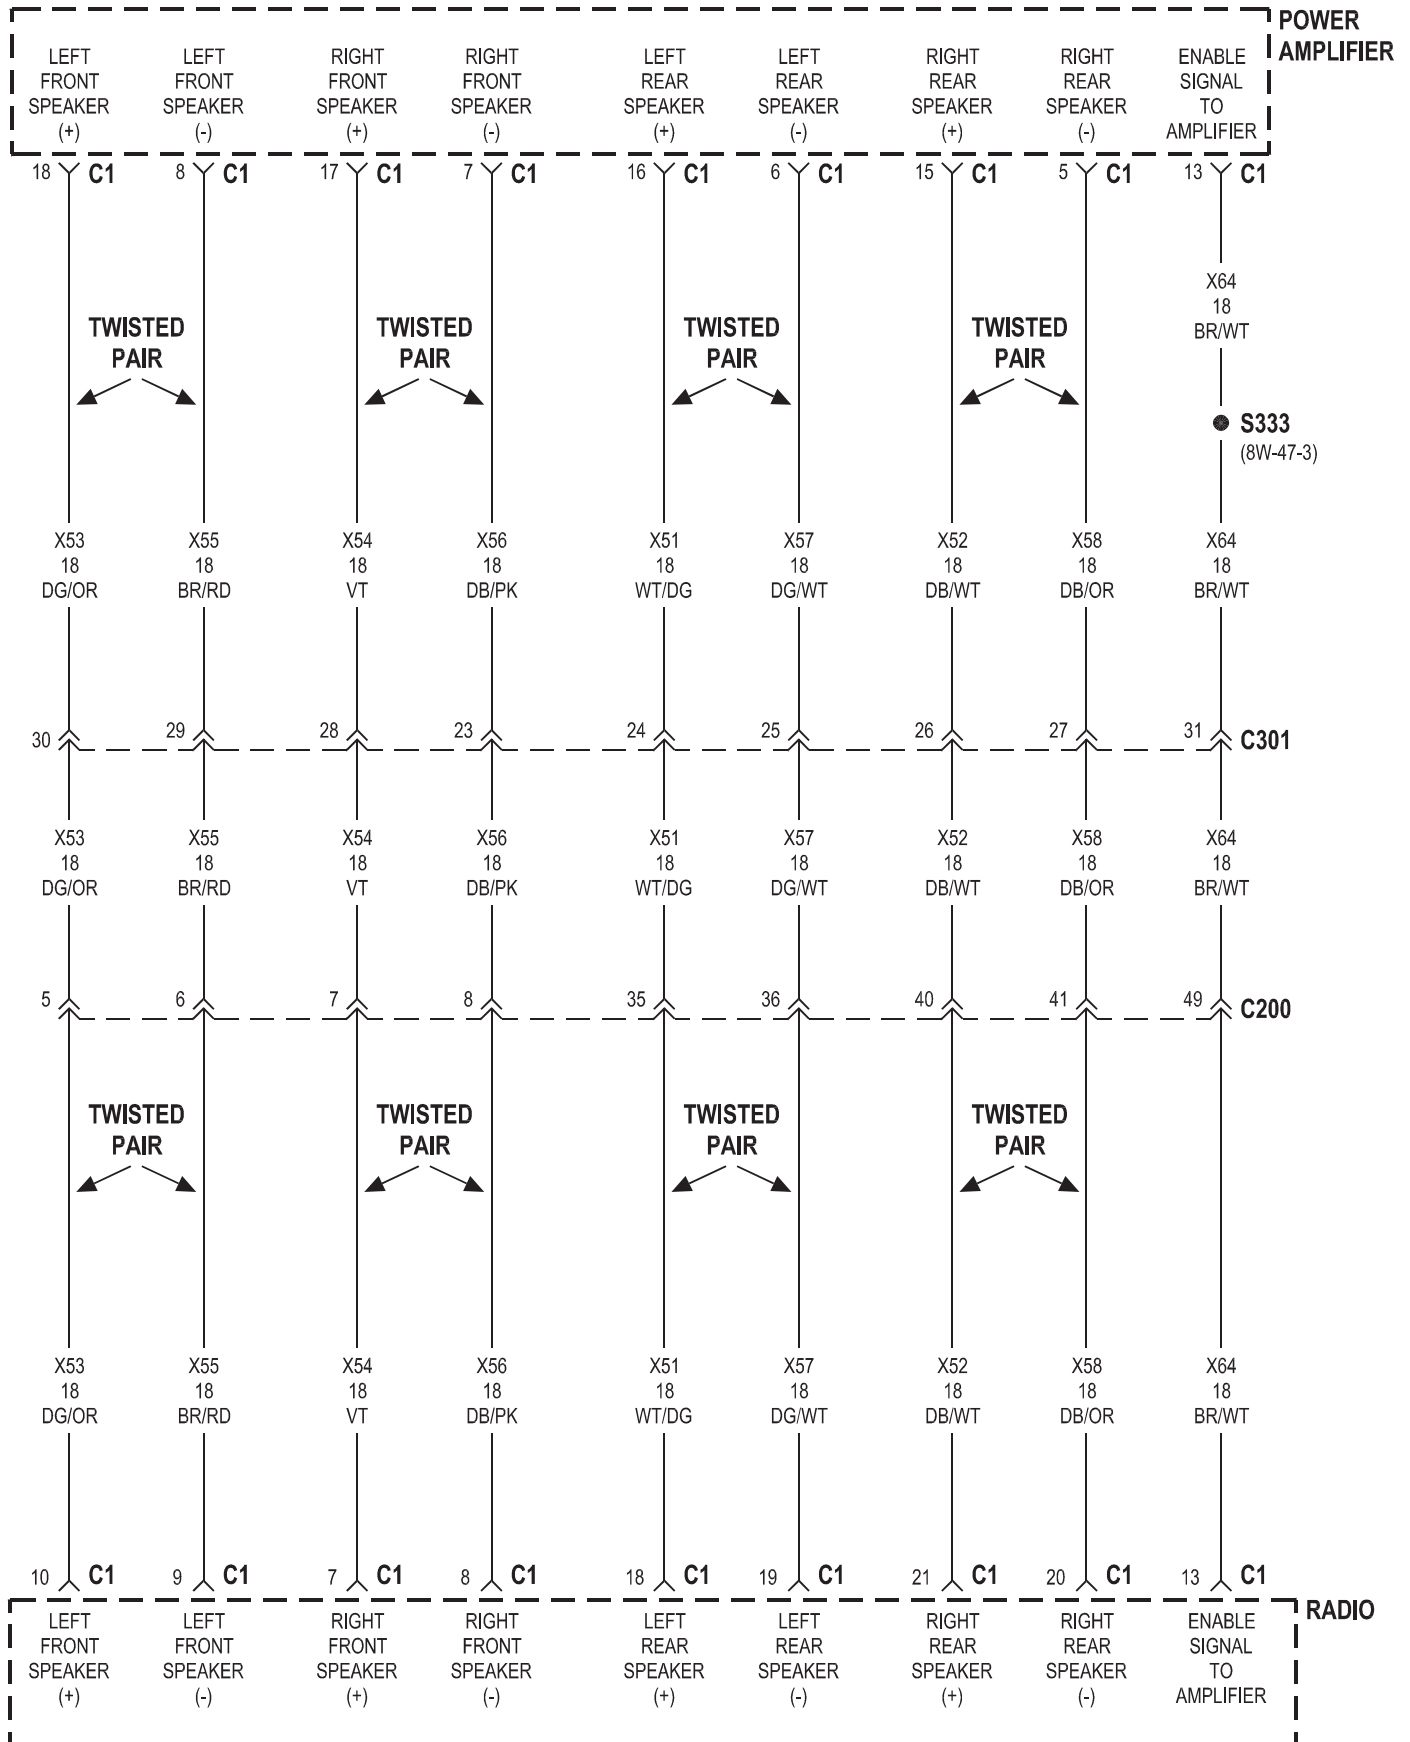 POWER
AMPLIFIER
LEFT FRONT SPEAKER (+)
LEFT FRONT SPEAKER (-)
RIGHT FRONT SPEAKER (+)
RIGHT FRONT SPEAKER (-)
LEFT REAR SPEAKER (+)
LEFT REAR SPEAKER (-)
RIGHT REAR SPEAKER (+)
RIGHT REAR SPEAKER (-)
ENABLE SIGNAL TO AMPLIFIER
18 C1 8 C1 17 C1 7 C1 16 C1 6 C1 15 C1 5 C1 13 C1
X64
18
BR/WT
TWISTED TWISTED TWISTED TWISTED
PAIR PAIR PAIR PAIR
S333
(8W-47-3)
X53 X55 X54 X56 X51 X57 X52 X58 X64
18 18 18 18 18 18 18 18 18
DG/OR BR/RD VT DB/PK WT/DG DG/WT DB/WT DB/OR BR/WT
30 29 28 23 24 25 26 27 31 C301
X53 X55 X54 X56 X51 X57 X52 X58 X64
18 18 18 18 18 18 18 18 18
DG/OR BR/RD VT DB/PK WT/DG DG/WT DB/WT DB/OR BR/WT
5 6 7 8 35 36 40 41 49 C200
TWISTED TWISTED TWISTED TWISTED
PAIR PAIR PAIR PAIR
X53 X55 X54 X56 X51 X57 X52 X58 X64
18 18 18 18 18 18 18 18 18
DG/OR BR/RD VT DB/PK WT/DG DG/WT DB/WT DB/OR BR/WT
10 C1 9 C1 7 C1 8 C1 18 C1 19 C1 21 C1 20 C1 13 C1
RADIO
LEFT FRONT SPEAKER (+)
LEFT FRONT SPEAKER (-)
RIGHT FRONT SPEAKER (+)
RIGHT FRONT SPEAKER (-)
LEFT REAR SPEAKER (+)
LEFT REAR SPEAKER (-)
RIGHT REAR SPEAKER (+)
RIGHT REAR SPEAKER (-)
ENABLE SIGNAL TO AMPLIFIER